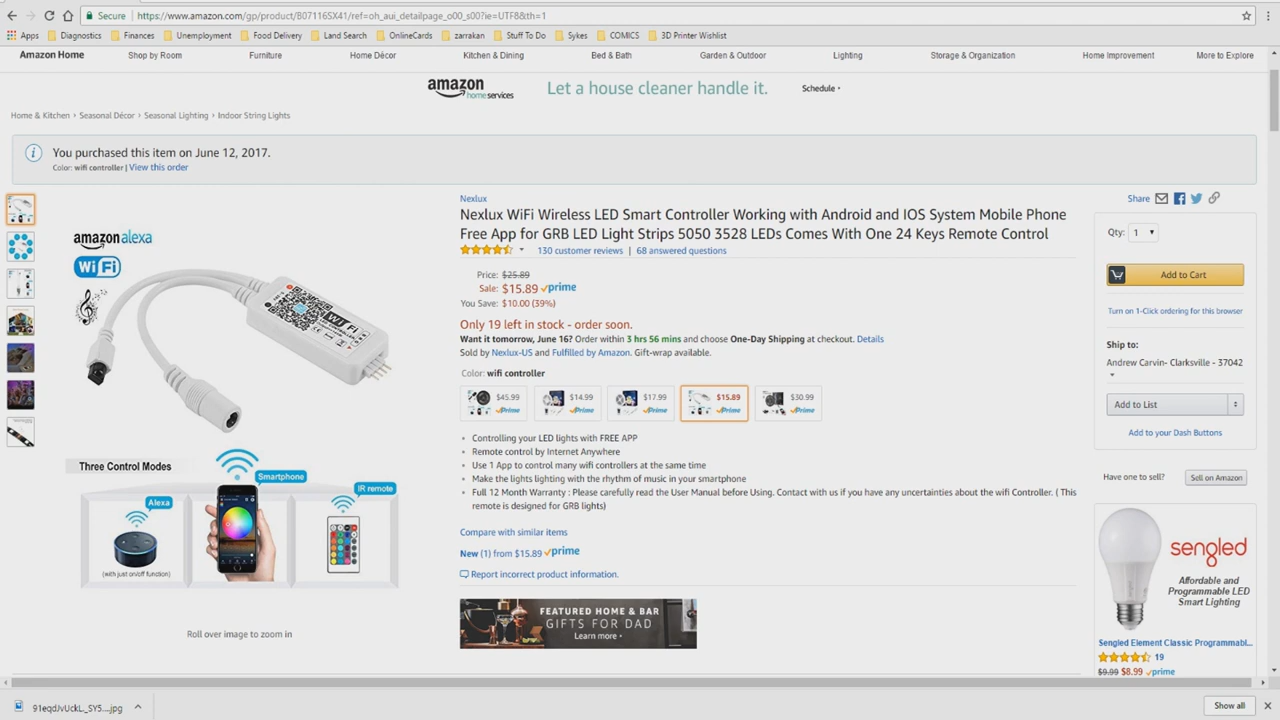 Secure
https://www.amazon.com/gp/product/B07116SX41/ref=oh_aui_detailpage_o00_s00?ie=UTF8&th=1
Apps Diagnostics Finances Unemployment Food Delivery Land Search OnlineCards zarrakan Stuff To Do Sykes COMICS 3D Printer Wishlist
Amazon Home Shop by Room Furniture Home Décor Kitchen & Dining Bed & Bath Garden & Outdoor Lighting Storage & Organization Home Improvement More to Explore
amazon
home services
Let a house cleaner handle it.
Schedule
Home & Kitchen › Seasonal Décor › Seasonal Lighting › Indoor String Lights
You purchased this item on June 12, 2017.
Color: wifi controller | View this order
amazon alexa
WiFi
WiFi
Three Control Modes
Smartphone
Alexa
IR remote
(with just on/off function)
Roll over image to zoom in
Nexlux
Nexlux WiFi Wireless LED Smart Controller Working with Android and IOS System Mobile Phone
Free App for GRB LED Light Strips 5050 3528 LEDs Comes With One 24 Keys Remote Control
130 customer reviews | 68 answered questions
Price: $25.89
Sale: $15.89 prime
You Save: $10.00 (39%)
Only 19 left in stock - order soon.
Want it tomorrow, June 16? Order within 3 hrs 56 mins and choose One-Day Shipping at checkout. Details
Sold by Nexlux-US and Fulfilled by Amazon. Gift-wrap available.
Color: wifi controller
$45.99 $14.99 $17.99 $15.89 $30.99
Prime Prime Prime Prime Prime
• Controlling your LED lights with FREE APP
• Remote control by Internet Anywhere
• Use 1 App to control many wifi controllers at the same time
• Make the lights lighting with the rhythm of music in your smartphone
• Full 12 Month Warranty : Please carefully read the User Manual before Using. Contact with us if you have any uncertainties about the wifi Controller. ( This
remote is designed for GRB lights)
Compare with similar items
New (1) from $15.89 prime
Report incorrect product information.
FEATURED HOME & BAR
GIFTS FOR DAD
Learn more
Share
Qty: 1
Add to Cart
Turn on 1-Click ordering for this browser
Ship to:
Andrew Carvin- Clarksville - 37042
Add to List
Add to your Dash Buttons
Have one to sell? Sell on Amazon
sengled
Affordable and
Programmable LED
Smart Lighting
Sengled Element Classic Programmabl...
19
$9.99 $8.99 prime
91eqdJvUckL._SY5....jpg
Show all